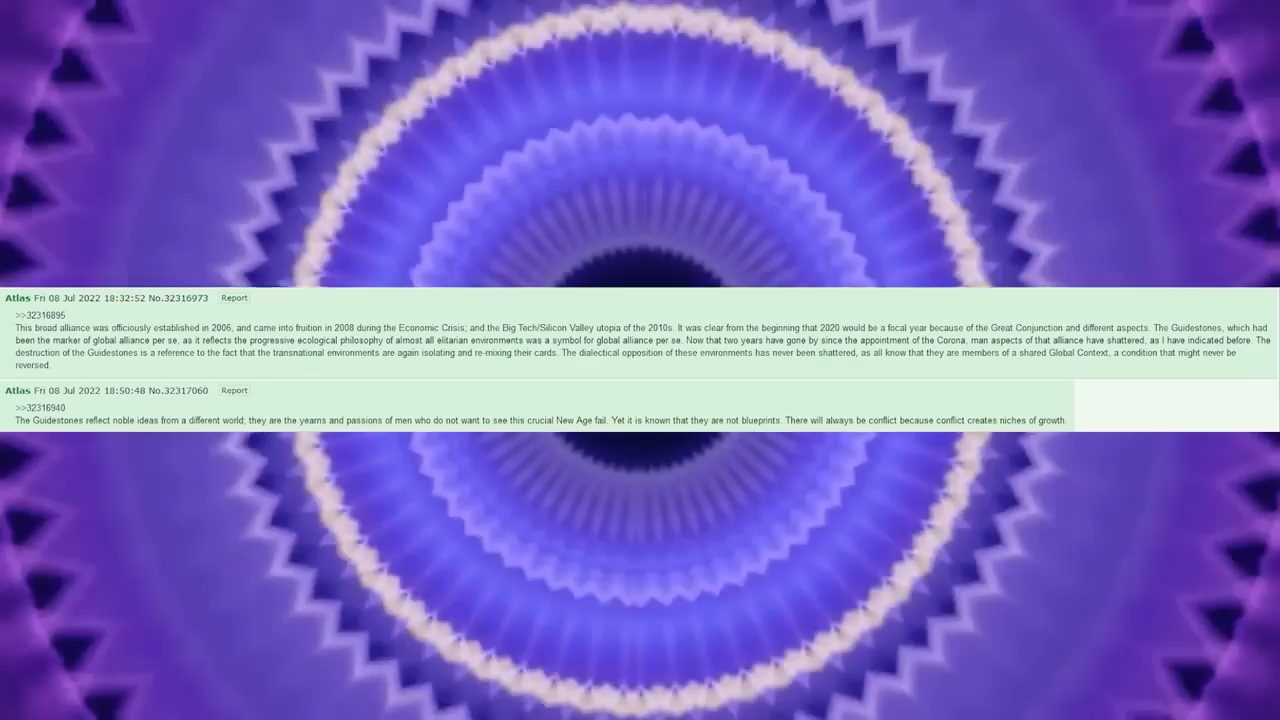 Atlas Fri 08 Jul 2022 18:32:52 No.32316973 Report
>>32316895
This broad alliance was officiously established in 2006, and came into fruition in 2008 during the Economic Crisis; and the Big Tech/Silicon Valley utopia of the 2010s. It was clear from the beginning that 2020 would be a focal year because of the Great Conjunction and different aspects. The Guidestones, which had
been the marker of global alliance per se, as it reflects the progressive ecological philosophy of almost all elitarian environments was a symbol for global alliance per se. Now that two years have gone by since the appointment of the Corona, man aspects of that alliance have shattered, as I have indicated before. The
destruction of the Guidestones is a reference to the fact that the transnational environments are again isolating and re-mixing their cards. The dialectical opposition of these environments has never been shattered, as all know that they are members of a shared Global Context, a condition that might never be
reversed.
Atlas Fri 08 Jul 2022 18:50:48 No.32317060 Report
>>32316940
The Guidestones reflect noble ideas from a different world; they are the yearns and passions of men who do not want to see this crucial New Age fail. Yet it is known that they are not blueprints. There will always be conflict because conflict creates niches of growth.